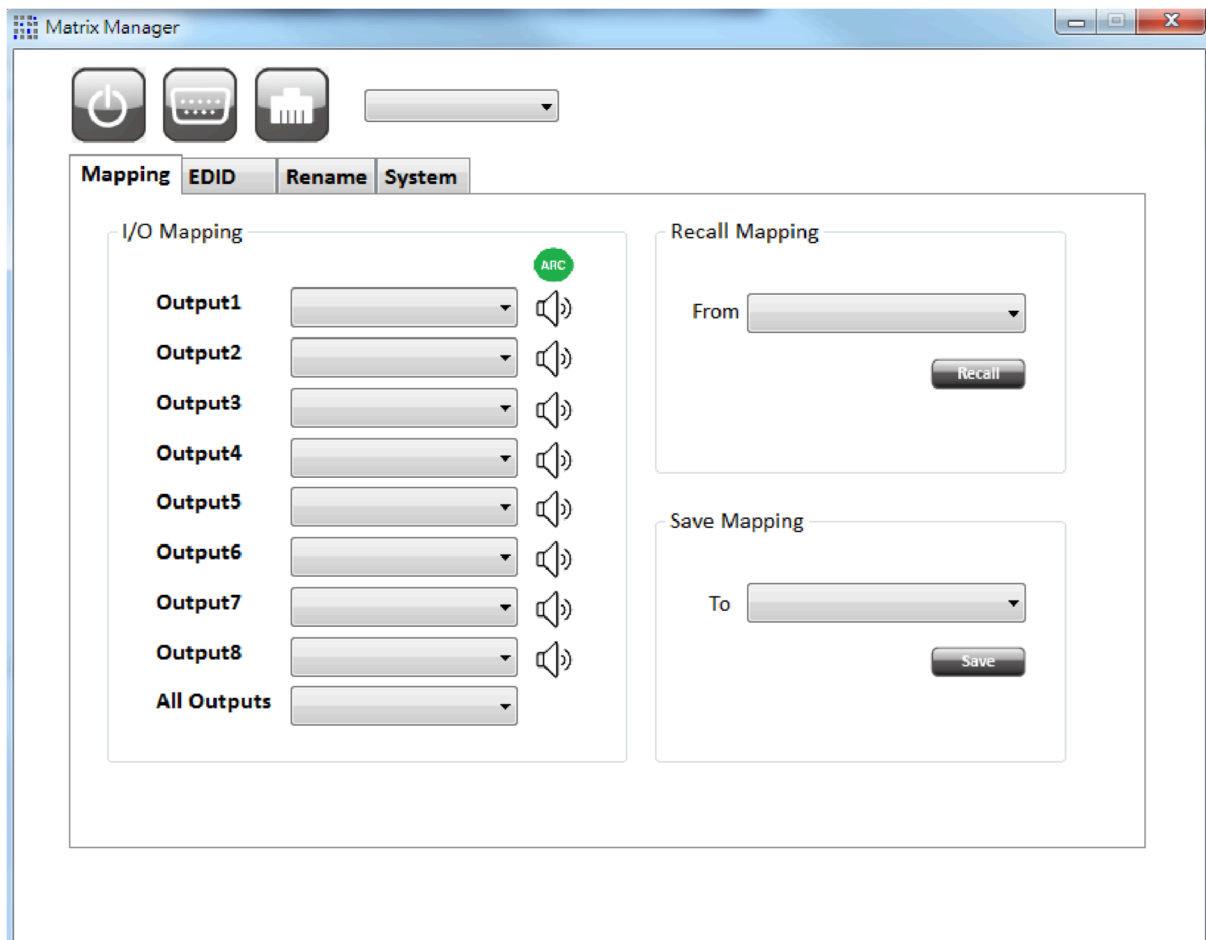 Matrix Manager
Mapping EDID Rename System
I/O Mapping
ARC
Output1
Output2
Output3
Output4
Output5
Output6
Output7
Output8
All Outputs
Recall Mapping
From
Recall
Save Mapping
To
Save